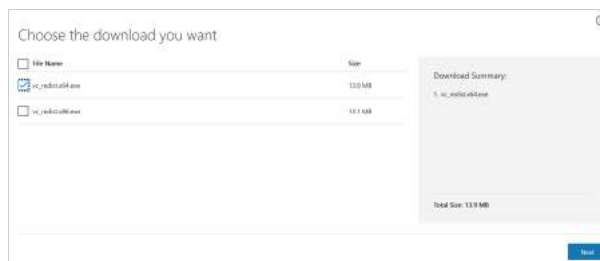 Choose the download you want
File Name Size
vc_redist.x64.exe 13.9 MB
vc_redist.x86.exe 13.1 MB
Download Summary:
1. vc_redist.x64.exe
Total Size: 13.9 MB
Next